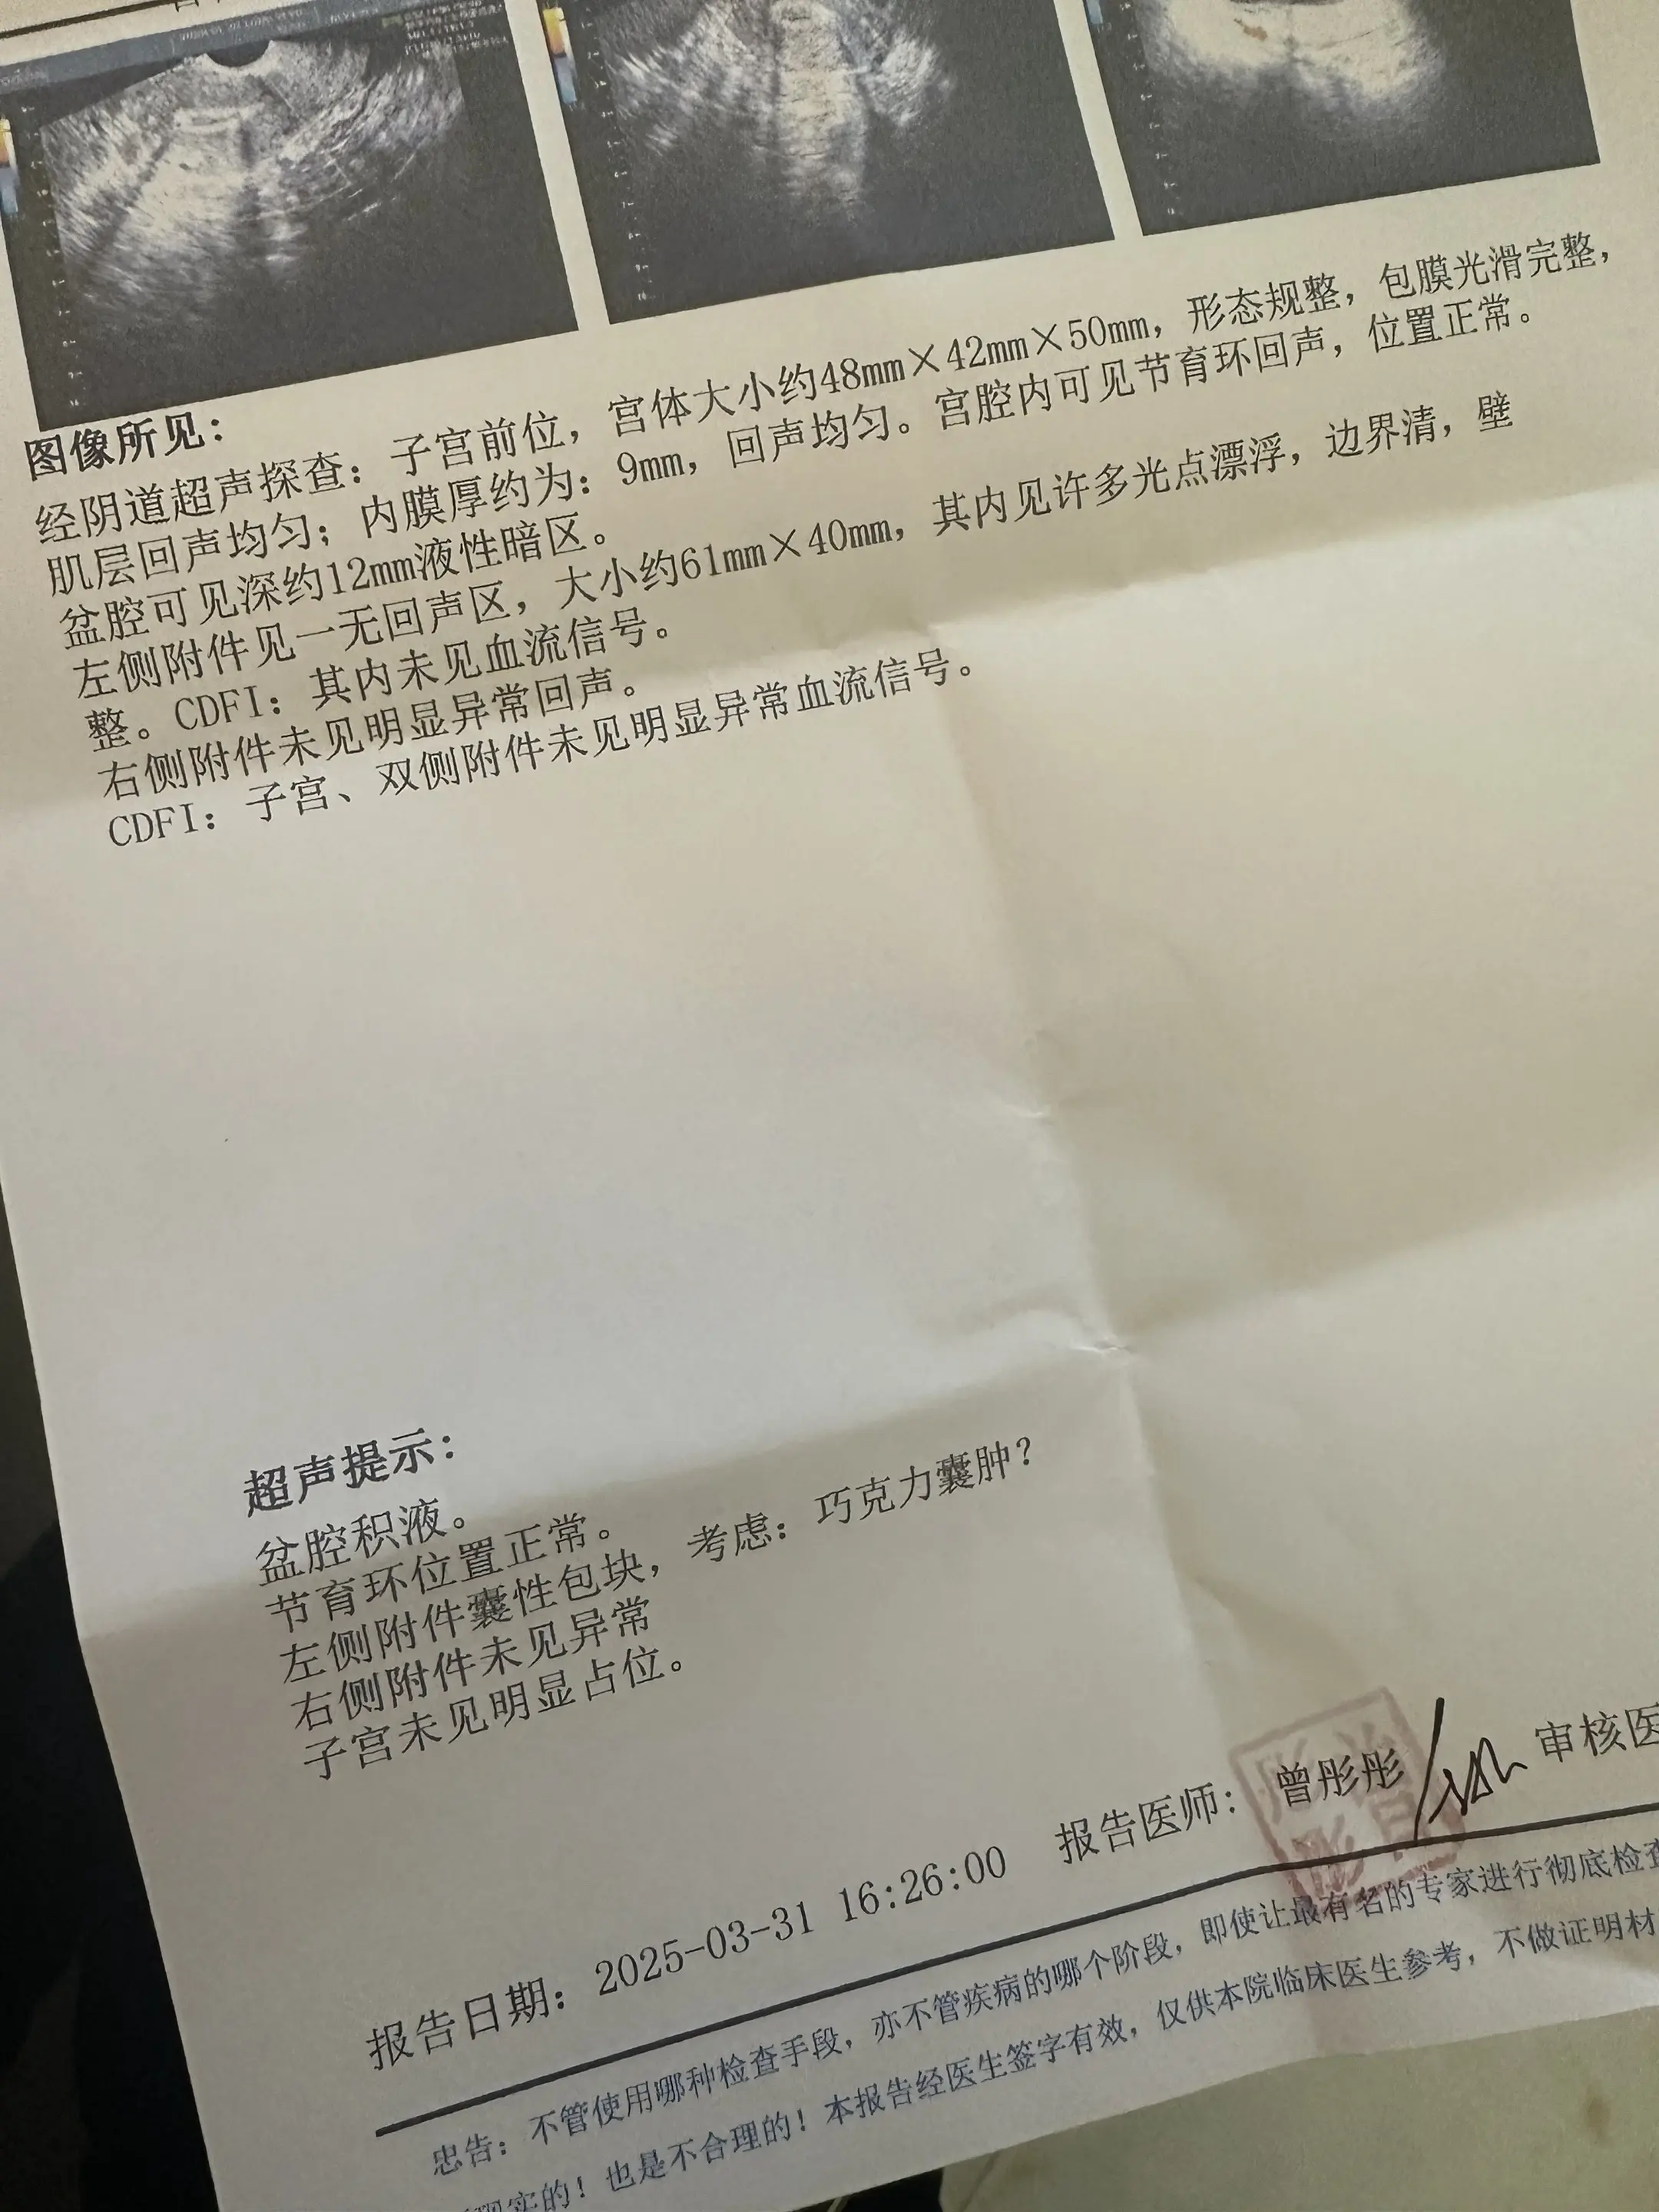 图像所见：
经阴道超声探查：子宫前位，宫体大小约48mm×42mm×50mm，形态规整，包膜光滑完整，
肌层回声均匀；内膜厚约为：9mm，回声均匀。宫腔内可见节育环回声，位置正常。
盆腔可见深约12mm液性暗区。
左侧附件见一无回声区，大小约61mm×40mm，其内见许多光点漂浮，边界清，壁
整。CDFI：其内未见血流信号。
右侧附件未见明显异常回声。
CDFI：子宫、双侧附件未见明显异常血流信号。
超声提示：
盆腔积液。
节育环位置正常。
左侧附件囊性包块，考虑：巧克力囊肿？
右侧附件未见异常
子宫未见明显占位。
报告日期：2025-03-31 16:26:00 报告医师：曾彤彤 审核医
忠告：不管使用哪种检查手段，亦不管疾病的哪个阶段，即使让最有名的专家进行彻底检查
现实的！也是不合理的！本报告经医生签字有效，仅供本院临床医生参考，不做证明材